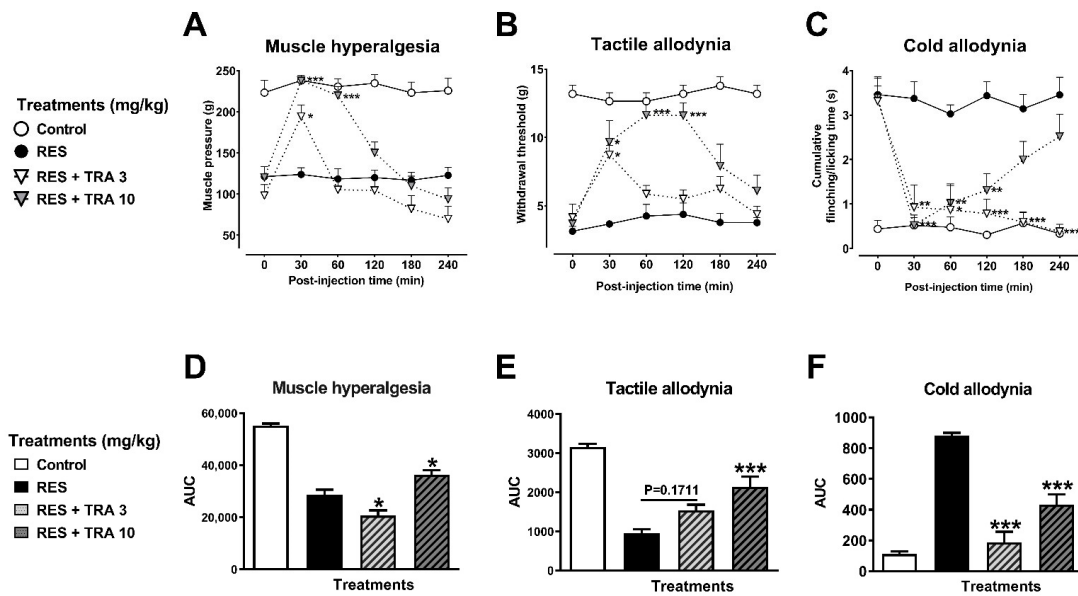 A
Muscle hyperalgesia
Treatments (mg/kg)
Control
RES
RES + TRA 3
RES + TRA 10
Muscle pressure (g)
250
200
150
100
50
***
*
***
0 30 60 120 180 240
Post-injection time (min)
B
Tactile allodynia
Withdrawal threshold (g)
15
10
5
*
*
***
***
0 30 60 120 180 240
Post-injection time (min)
C
Cold allodynia
Cumulative
flinching/licking time (s)
4
3
2
1
0
**
***
**
*
**
***
***
***
0 30 60 120 180 240
Post-injection time (min)
D
Muscle hyperalgesia
Treatments (mg/kg)
Control
RES
RES + TRA 3
RES + TRA 10
AUC
60,000
40,000
20,000
0
*
*
Treatments
E
Tactile allodynia
AUC
4000
3000
2000
1000
0
P=0.1711
***
Treatments
F
Cold allodynia
AUC
1000
800
600
400
200
0
***
***
Treatments